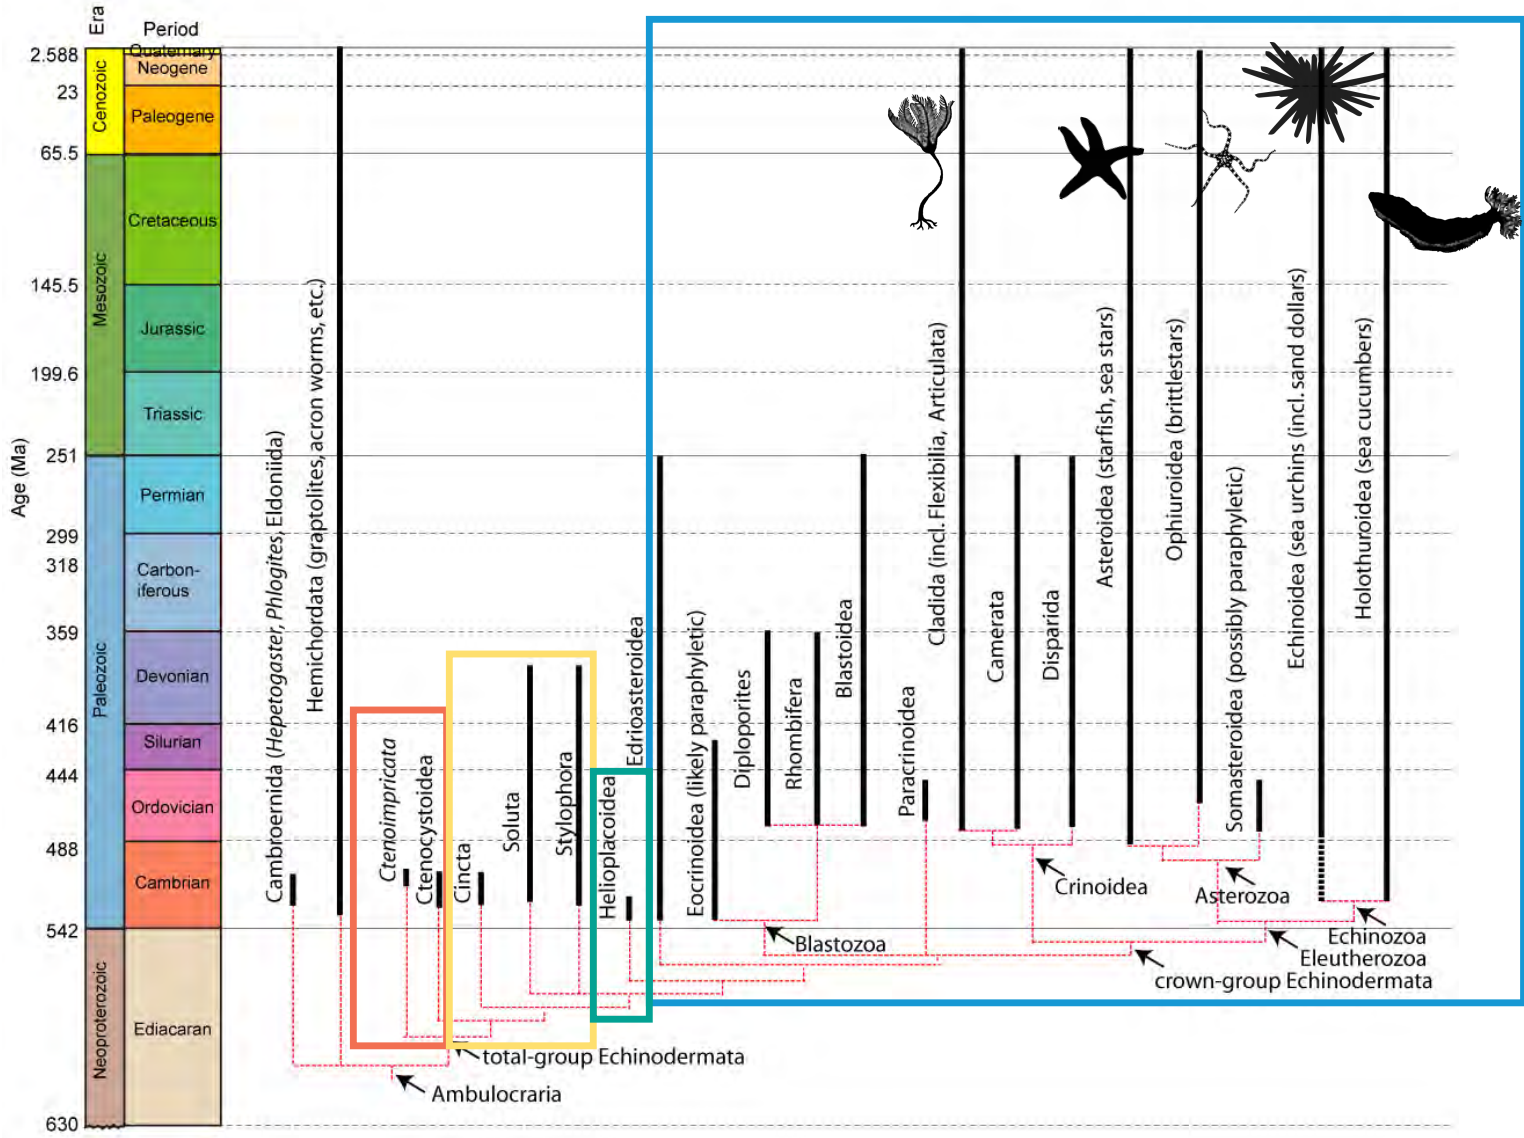 Era
Period
Age (Ma)
2.588
23
65.5
145.5
199.6
251
299
318
359
416
444
488
542
630
Cenozoic
Mesozoic
Paleozoic
Neoproterozoic
Quaternary
Neogene
Paleogene
Cretaceous
Jurassic
Triassic
Permian
Carbon-
iferous
Devonian
Silurian
Ordovician
Cambrian
Ediacaran
Cambroernida (Hepetogaster, Phlogites, Eldoniida)
Hemichordata (graptolites, acron worms, etc.)
Ctenoimpricata
Ctenocystoidea
Cincta
Soluta
Stylophora
Helioplacoidea
Edrioasteroidea
Eocrinoidea (likely paraphyletic)
Diploporites
Rhombifera
Blastoidea
Paracrinoidea
Cladida (incl. Flexibilia, Articulata)
Camerata
Disparida
Asteroidea (starfish, sea stars)
Ophiuroidea (brittlestars)
Somasteroidea (possibly paraphyletic)
Echinoidea (sea urchins (incl. sand dollars)
Holothuroidea (sea cucumbers)
Crinoidea
Asterozoa
Blastozoa
Echinozoa
Eleutherozoa
crown-group Echinodermata
total-group Echinodermata
Ambulocraria